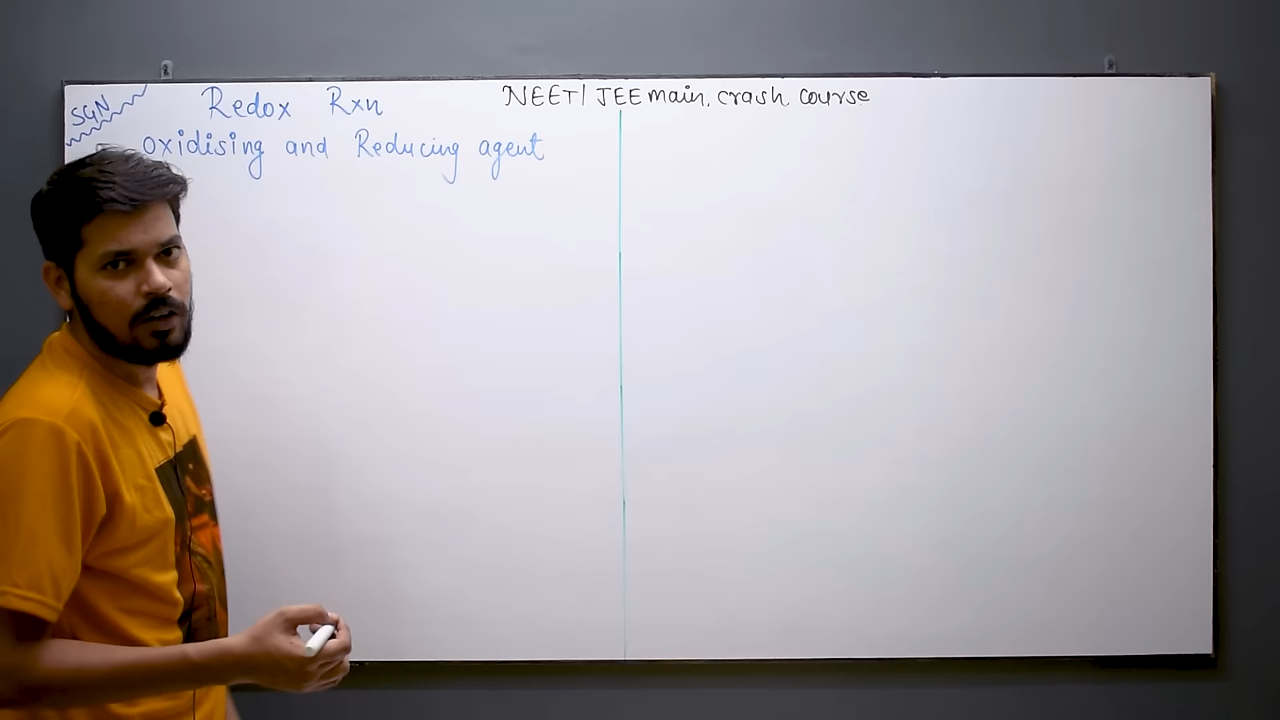 SGN
Redox Rxn
NEET/ JEE main, crash course
oxidising and Reducing agent